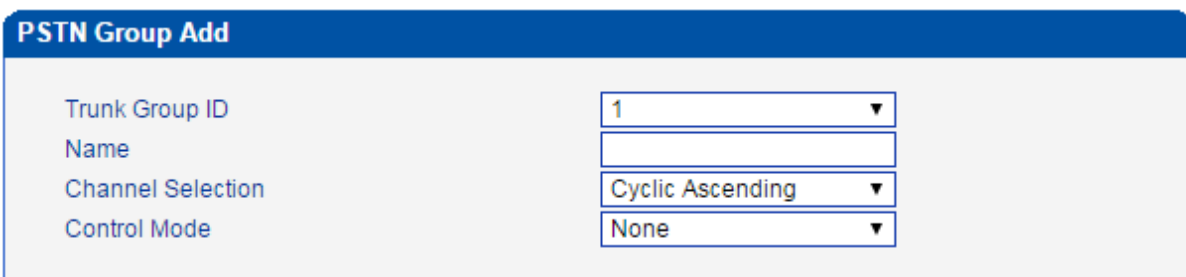 PSTN Group Add
Trunk Group ID 1
Name
Channel Selection Cyclic Ascending
Control Mode None